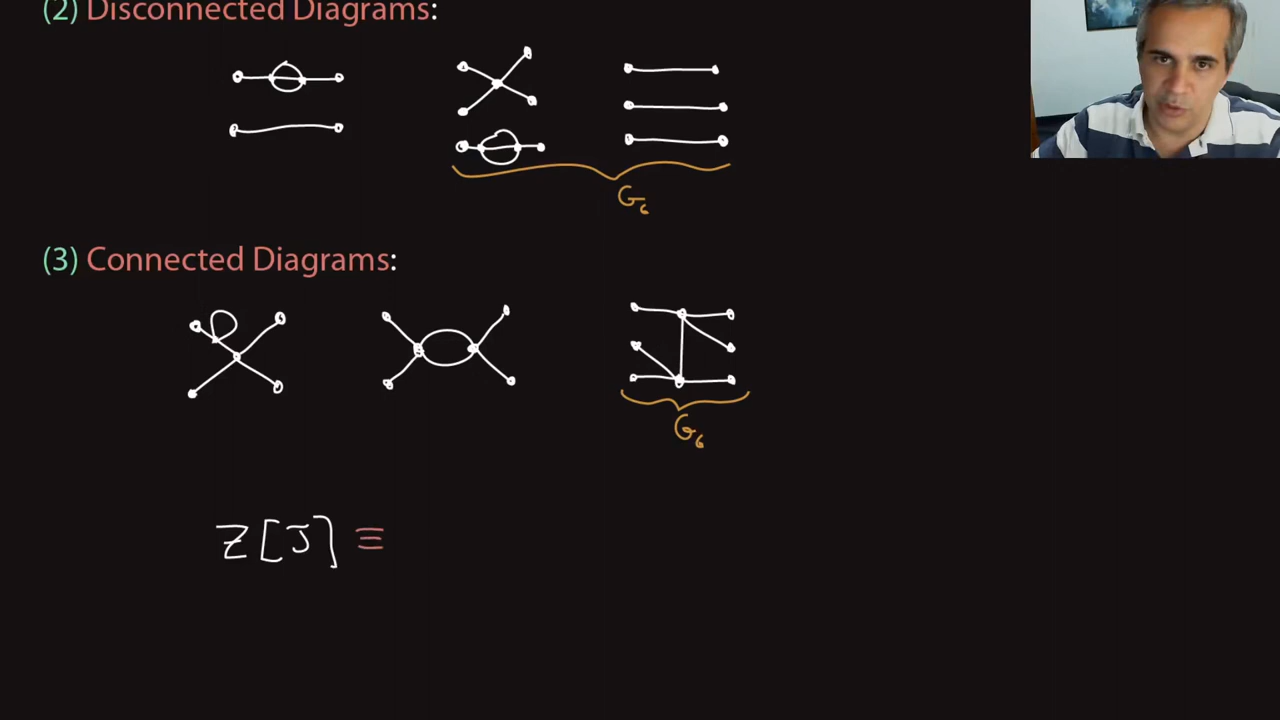 (2) Disconnected Diagrams:
G₆
(3) Connected Diagrams:
G₆
Z[J] ≡